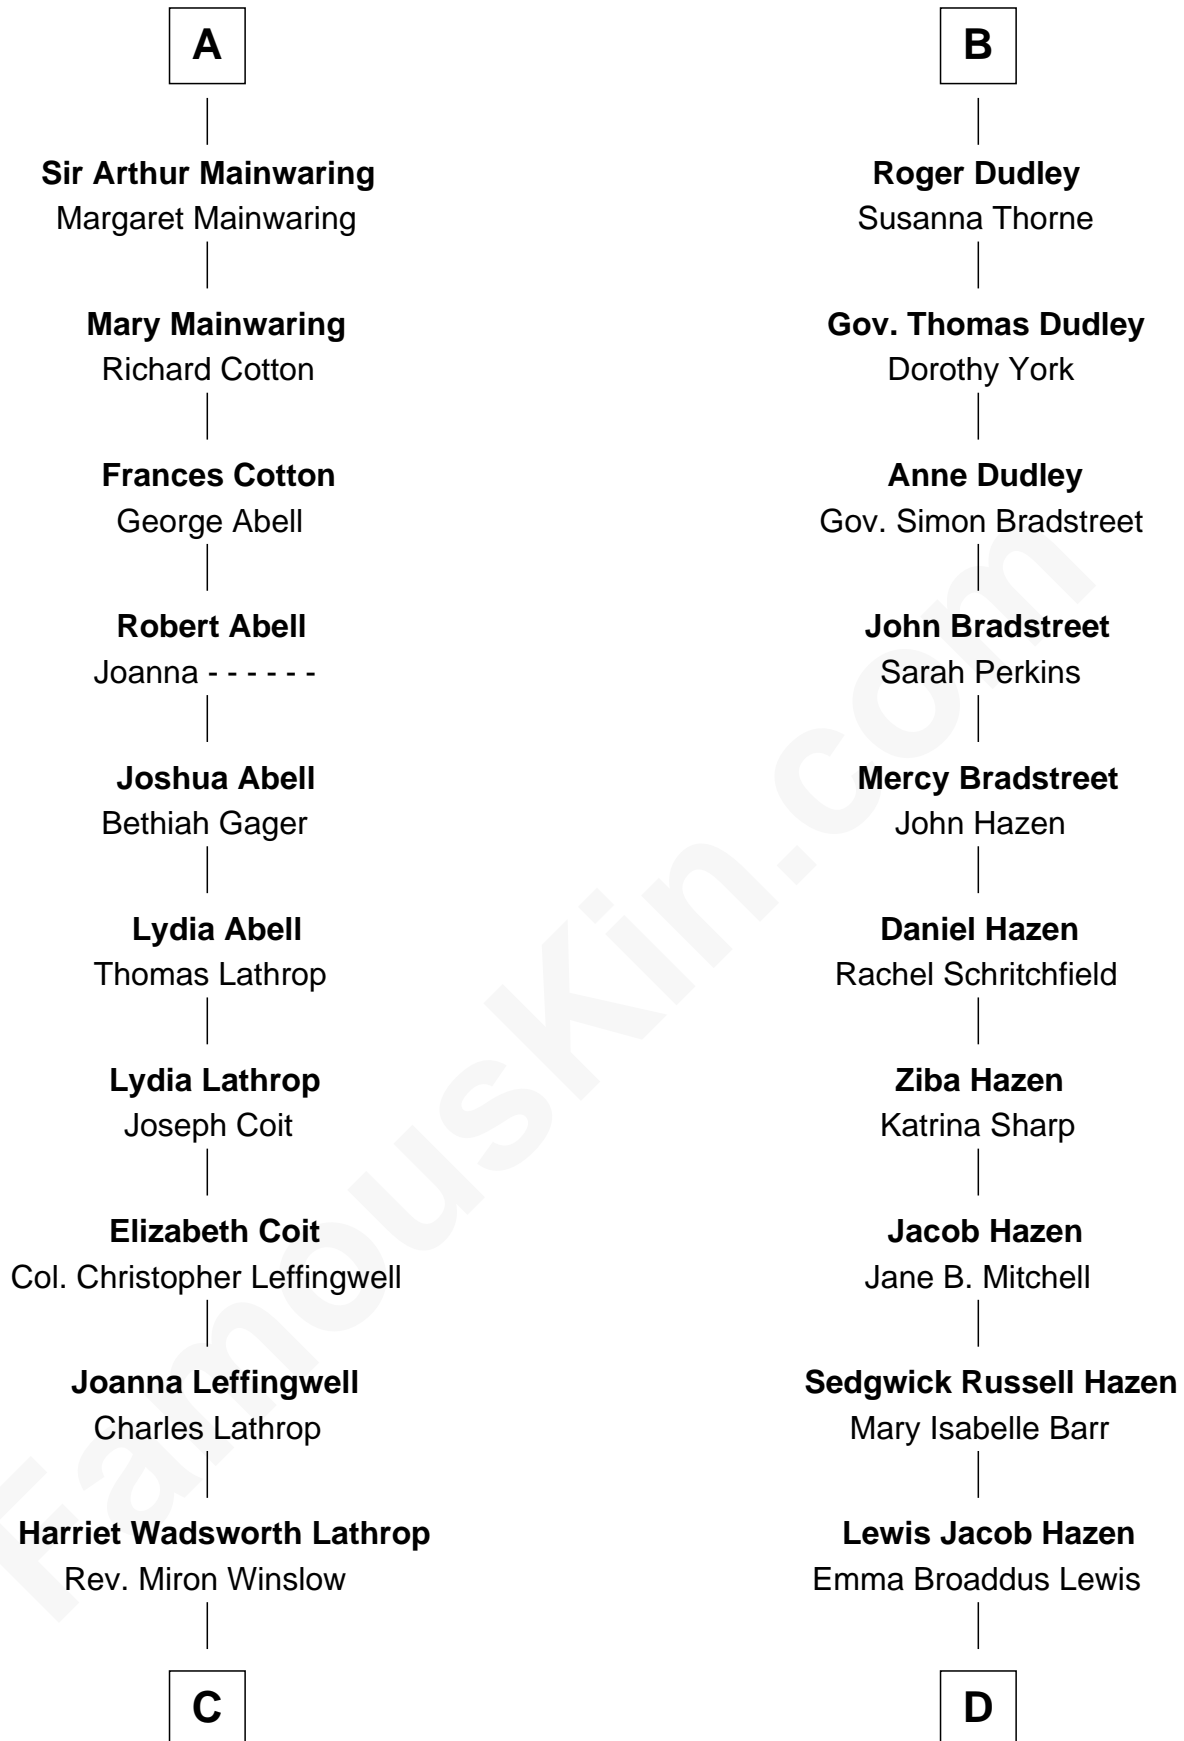 A
Sir Arthur Mainwaring
Margaret Mainwaring
Mary Mainwaring
Richard Cotton
Frances Cotton
George Abell
Robert Abell
Joanna - - - - - -
Joshua Abell
Bethiah Gager
Lydia Abell
Thomas Lathrop
Lydia Lathrop
Joseph Coit
Elizabeth Coit
Col. Christopher Leffingwell
Joanna Leffingwell
Charles Lathrop
Harriet Wadsworth Lathrop
Rev. Miron Winslow
C
B
Roger Dudley
Susanna Thorne
Gov. Thomas Dudley
Dorothy York
Anne Dudley
Gov. Simon Bradstreet
John Bradstreet
Sarah Perkins
Mercy Bradstreet
John Hazen
Daniel Hazen
Rachel Schritchfield
Ziba Hazen
Katrina Sharp
Jacob Hazen
Jane B. Mitchell
Sedgwick Russell Hazen
Mary Isabelle Barr
Lewis Jacob Hazen
Emma Broaddus Lewis
D
FamousKin.com